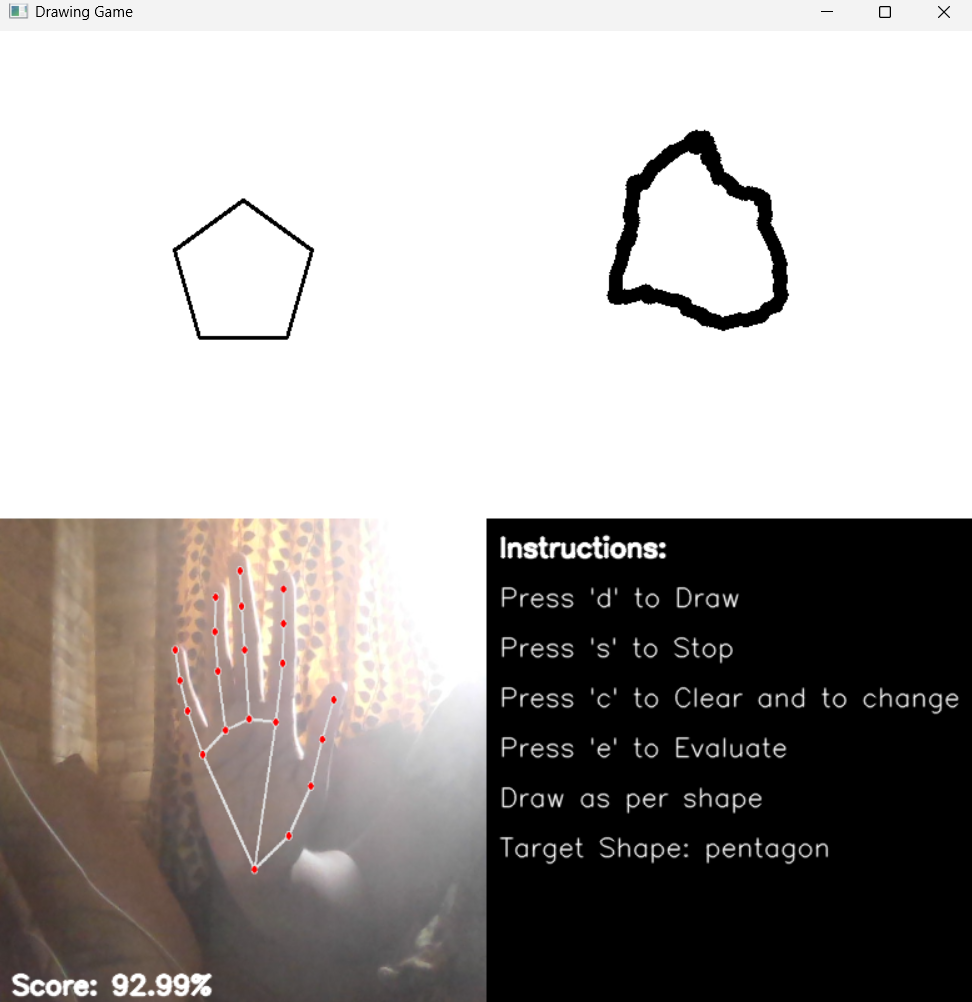 Drawing Game
Instructions:
Press 'd' to Draw
Press 's' to Stop
Press 'c' to Clear and to change
Press 'e' to Evaluate
Draw as per shape
Target Shape: pentagon
Score: 92.99%